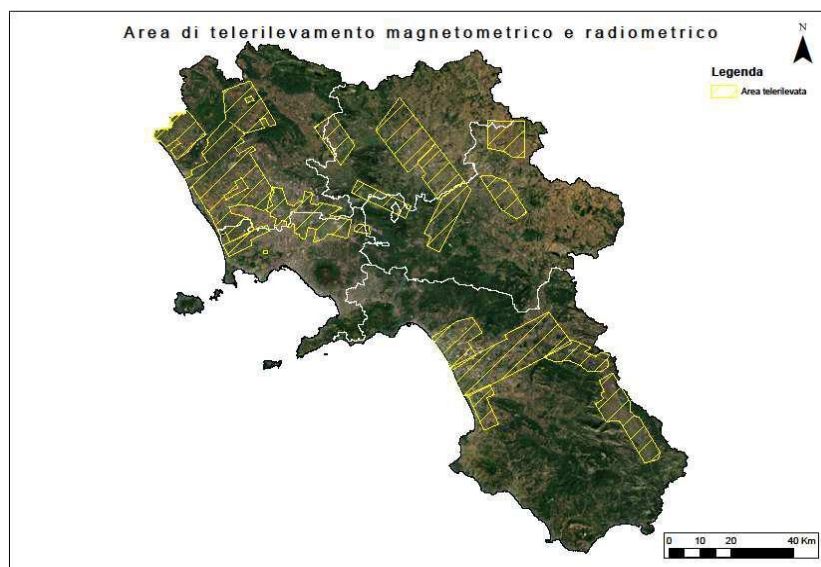 Area di telerilevamento magnetometrico e radiometrico
N
Legenda
Area telerilevata
0 10 20 40 Km